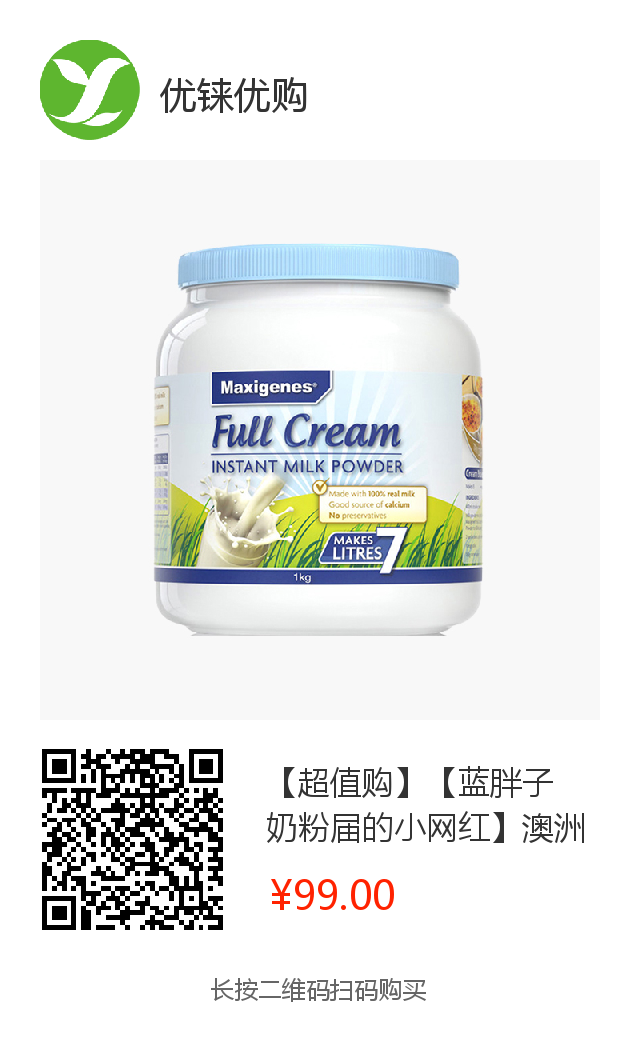 优铼优购
Maxigenes®
Full Cream
INSTANT MILK POWDER
Made with 100% real milk
Good source of calcium
No preservatives
MAKES 7
LITRES
1kg
【超值购】【蓝胖子
奶粉届的小网红】澳洲
¥99.00
长按二维码扫码购买